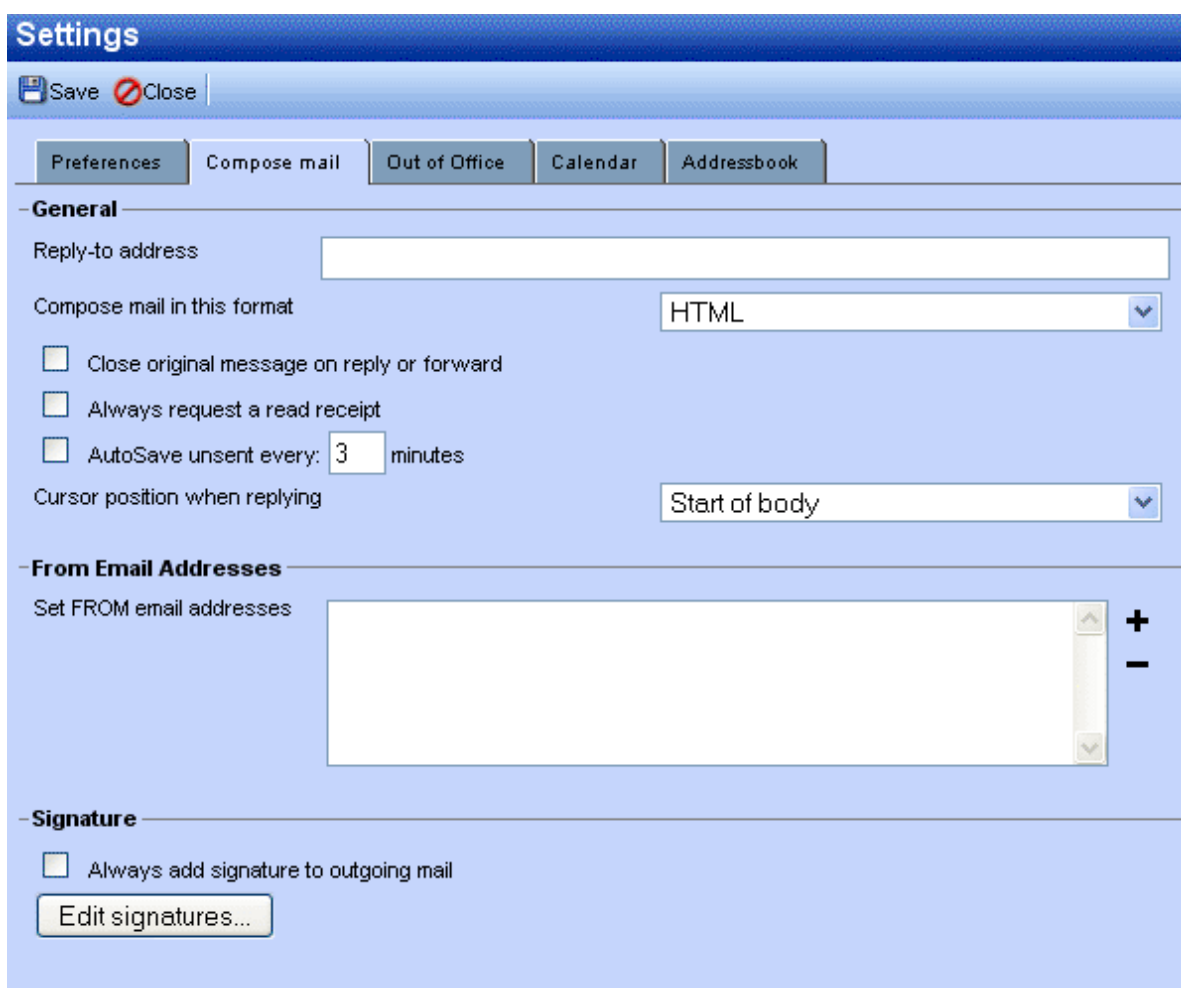 Settings
Save Close
Preferences Compose mail Out of Office Calendar Addressbook
General
Reply-to address
Compose mail in this format HTML
Close original message on reply or forward
Always request a read receipt
AutoSave unsent every: 3 minutes
Cursor position when replying Start of body
From Email Addresses
Set FROM email addresses
Signature
Always add signature to outgoing mail
Edit signatures...